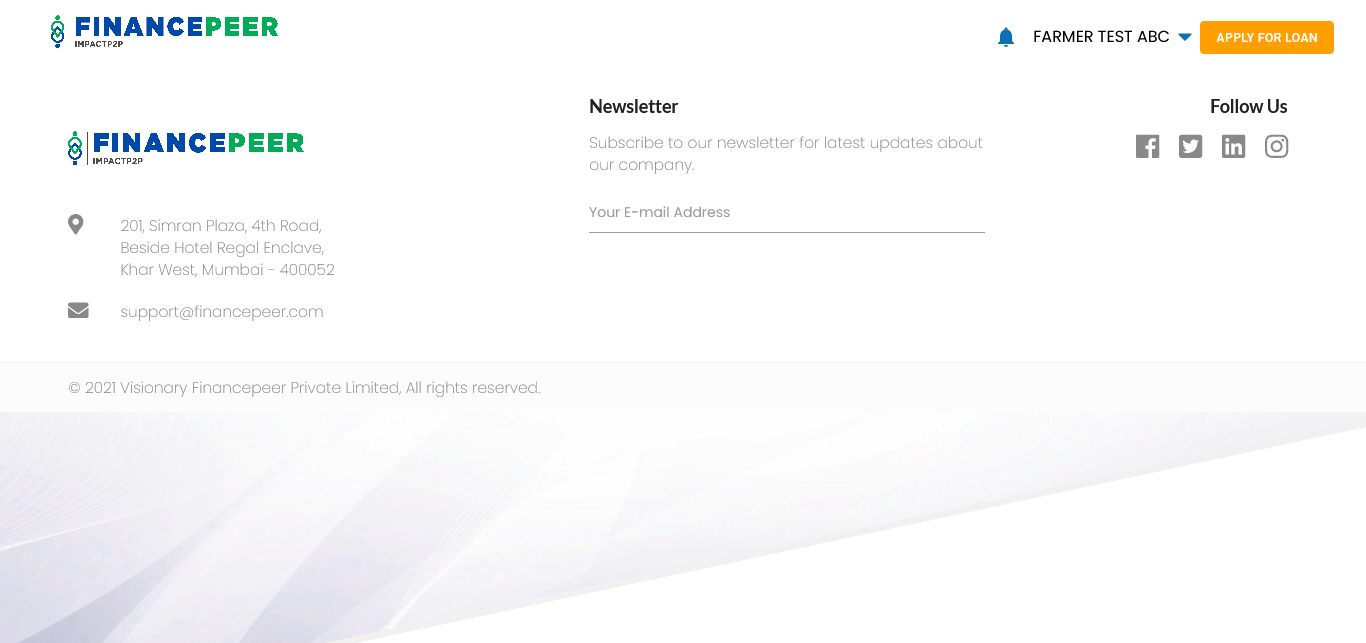 FINANCEPEER
IMPACTP2P
FARMER TEST ABC
APPLY FOR LOAN
FINANCEPEER
IMPACTP2P
201, Simran Plaza, 4th Road,
Beside Hotel Regal Enclave,
Khar West, Mumbai - 400052
support@financepeer.com
Newsletter
Subscribe to our newsletter for latest updates about
our company.
Your E-mail Address
Follow Us
© 2021 Visionary Financepeer Private Limited, All rights reserved.